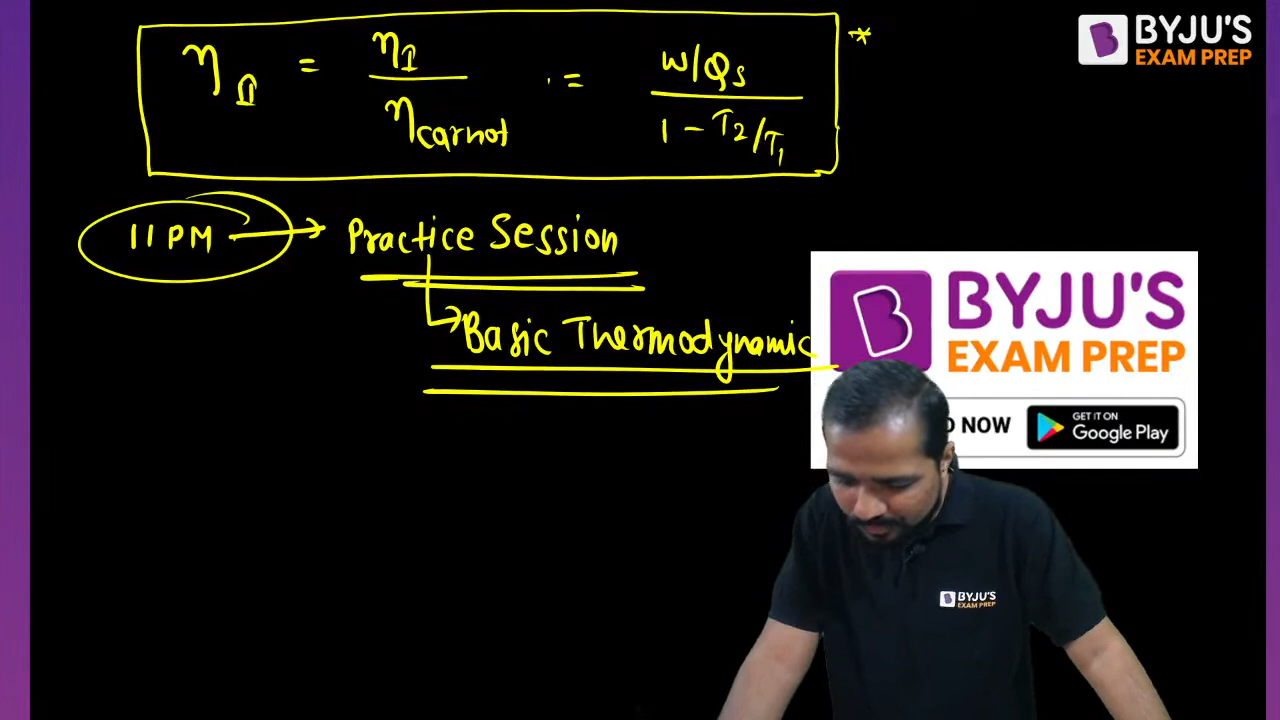 η_II = η_I / η_carnot = W/Qs / 1 - T2/T1 *
BYJU'S
EXAM PREP
11 PM → Practice Session
Basic Thermodynamic
BYJU'S
EXAM PREP
D NOW
GET IT ON
Google Play
BYJU'S
EXAM PREP